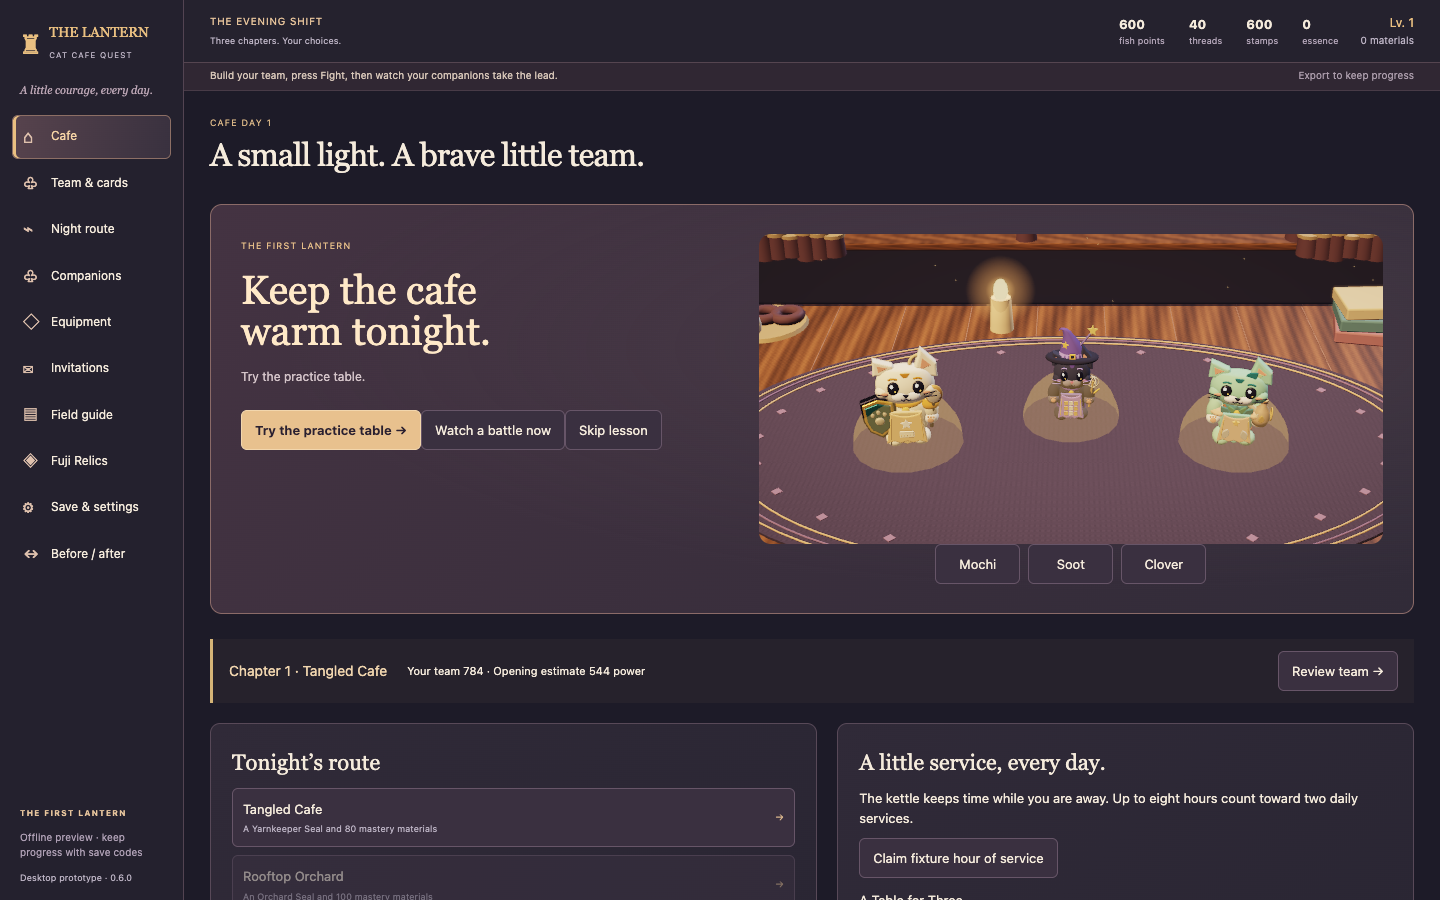 THE LANTERN
CAT CAFE QUEST
A little courage, every day.
Cafe
Team & cards
Night route
Companions
Equipment
Invitations
Field guide
Fuji Relics
Save & settings
Before / after
THE FIRST LANTERN
Offline preview · keep
progress with save codes
Desktop prototype · 0.6.0
THE EVENING SHIFT
Three chapters. Your choices.
600
fish points
40
threads
600
stamps
0
essence
Lv. 1
0 materials
Build your team, press Fight, then watch your companions take the lead.
Export to keep progress
CAFE DAY 1
A small light. A brave little team.
THE FIRST LANTERN
Keep the cafe
warm tonight.
Try the practice table.
Try the practice table →
Watch a battle now
Skip lesson
Mochi
Soot
Clover
Chapter 1 · Tangled Cafe
Your team 784 · Opening estimate 544 power
Review team →
Tonight’s route
Tangled Cafe
A Yarnkeeper Seal and 80 mastery materials
→
Rooftop Orchard
An Orchard Seal and 100 mastery materials
→
A little service, every day.
The kettle keeps time while you are away. Up to eight hours count toward two daily
services.
Claim fixture hour of service
A Table for Three